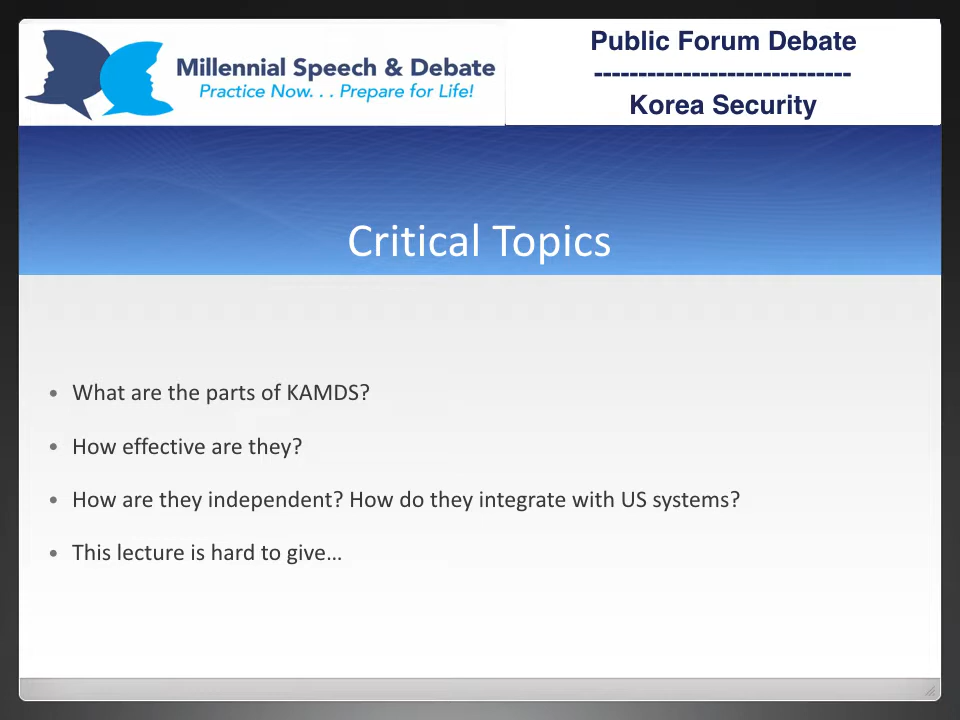 Millennial Speech & Debate
Practice Now. . . Prepare for Life!
Public Forum Debate
-----------------------------
Korea Security
Critical Topics
• What are the parts of KAMDS?
• How effective are they?
• How are they independent? How do they integrate with US systems?
• This lecture is hard to give…